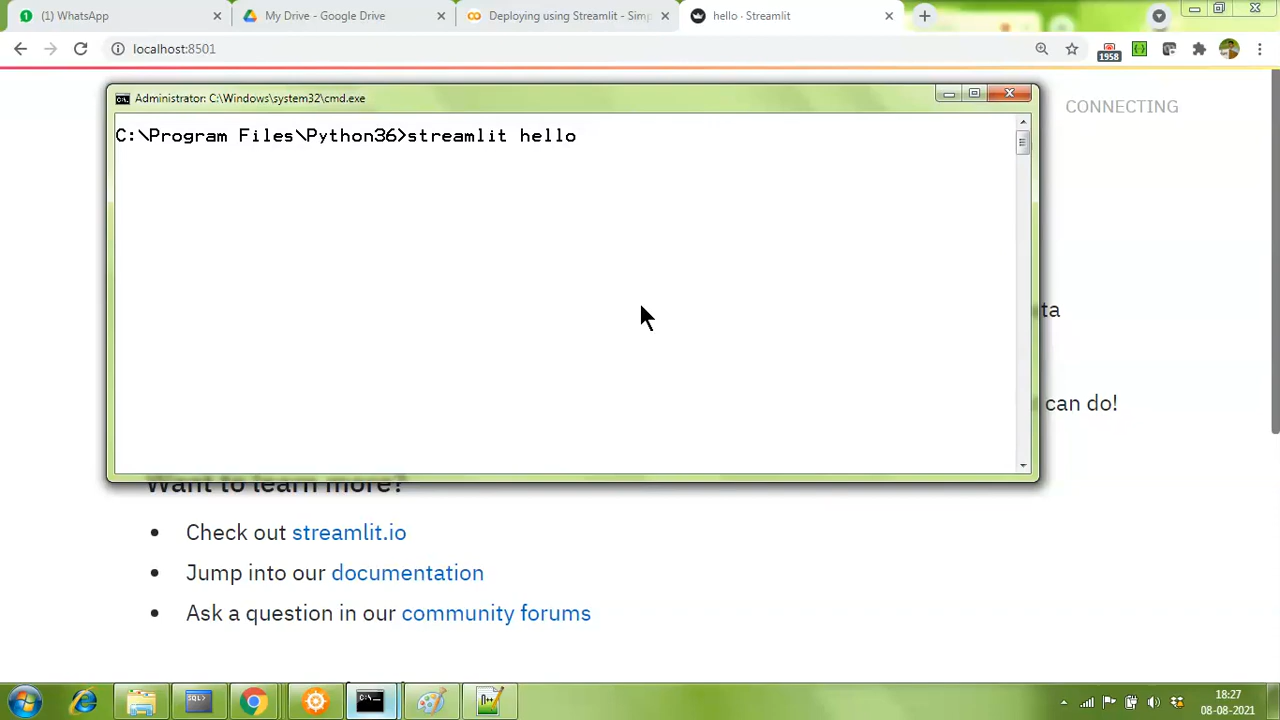 (1) WhatsApp
My Drive - Google Drive
Deploying using Streamlit - Simp
hello · Streamlit
localhost:8501
1958
Administrator: C:\Windows\system32\cmd.exe
CONNECTING
C:\Program Files\Python36>streamlit hello
ta
can do!
Want to learn more?
• Check out streamlit.io
• Jump into our documentation
• Ask a question in our community forums
18:27
08-08-2021